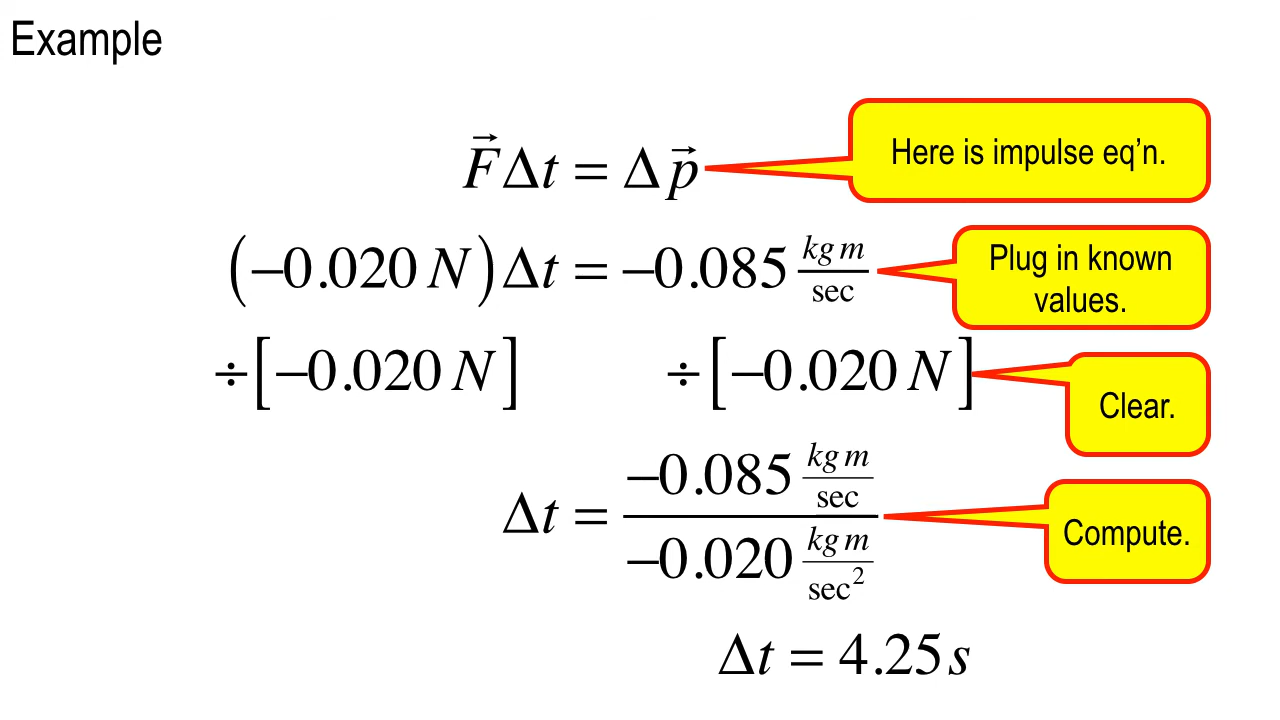 Example
F⃗Δt = Δp⃗
Here is impulse eq’n.
(−0.020 N)Δt = −0.085 kg m / sec
Plug in known
values.
÷[−0.020 N] ÷[−0.020 N]
Clear.
Δt = −0.085 kg m / sec / −0.020 kg m / sec²
Compute.
Δt = 4.25 s